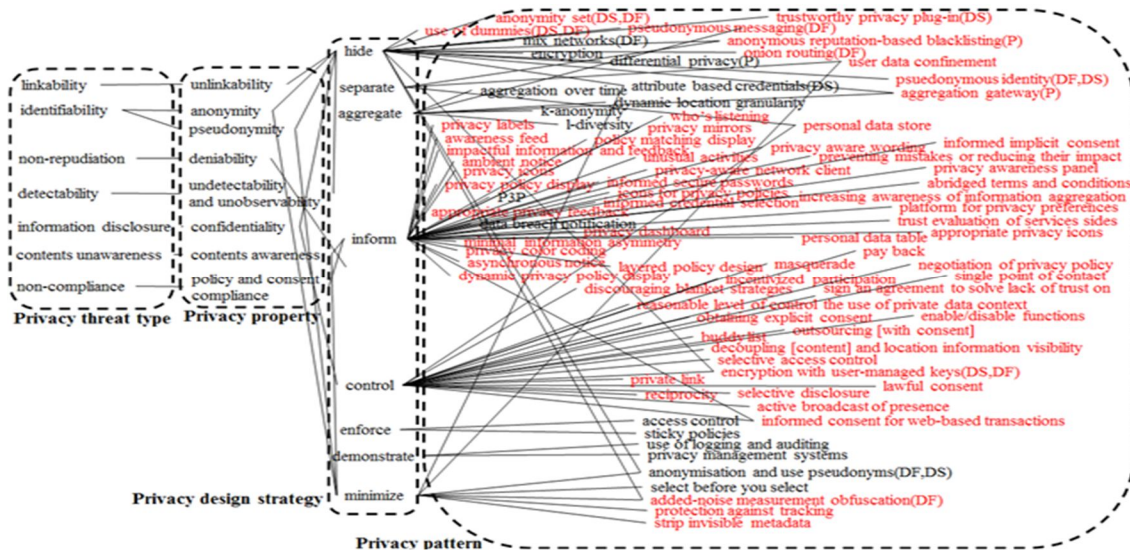 linkability
identifiability
non-repudiation
detectability
information disclosure
contents unawareness
non-compliance
Privacy threat type
unlinkability
anonymity
pseudonymity
deniability
undetectability
and unobservability
confidentiality
contents awareness
policy and consent
compliance
Privacy property
hide
separate
aggregate
inform
control
enforce
demonstrate
minimize
Privacy design strategy
anonymity set(DS,DF)
trustworthy privacy plug-in(DS)
use of dummies(DS,DF)
pseudonymous messaging(DF)
mix networks(DF)
anonymous reputation-based blacklisting(P)
encryption
onion routing(DF)
differential privacy(P)
user data confinement
attribute based credentials(DS)
psuedonymous identity(DF,DS)
aggregation over time
aggregation gateway(P)
dynamic location granularity
k-anonymity
who's listening
l-diversity
privacy labels
privacy mirrors
personal data store
awareness feed
policy matching display
informed implicit consent
impactful information and feedback
privacy aware wording
unusual activities
preventing mistakes or reducing their impact
ambient notice
privacy-aware network client
privacy awareness panel
privacy icons
informed secure passwords
abridged terms and conditions
privacy policy display
icons for privacy policies
increasing awareness of information aggregation
P3P
informed credential selection
platform for privacy preferences
appropriate privacy feedback
trust evaluation of services sides
data breach notification
privacy dashboard
appropriate privacy icons
minimal information asymmetry
personal data table
privacy color coding
pay back
asynchronous notice
layered policy design
masquerade
negotiation of privacy policy
dynamic privacy policy display
incentivized participation
single point of contact
discouraging blanket strategies
sign an agreement to solve lack of trust on
reasonable level of control the use of private data context
obtaining explicit consent
enable/disable functions
outsourcing [with consent]
buddy list
decoupling [content] and location information visibility
selective access control
encryption with user-managed keys(DS,DF)
private link
lawful consent
reciprocity
selective disclosure
active broadcast of presence
access control
informed consent for web-based transactions
sticky policies
use of logging and auditing
privacy management systems
anonymisation and use pseudonyms(DF,DS)
select before you select
added-noise measurement obfuscation(DF)
protection against tracking
strip invisible metadata
Privacy pattern